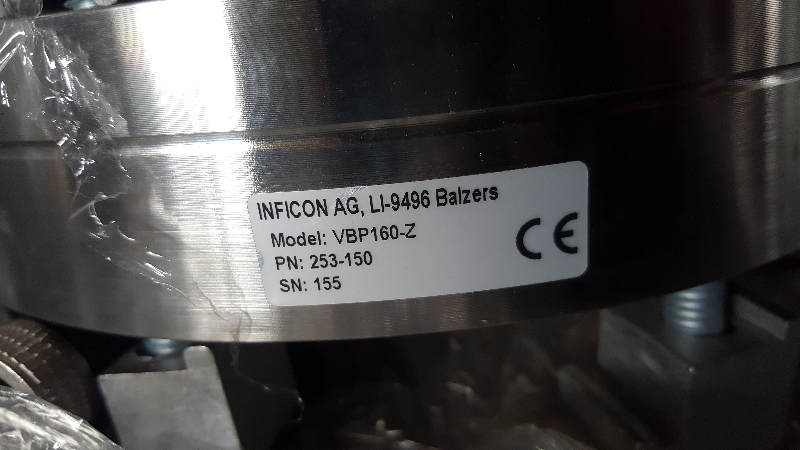 INFICON AG, LI-9496 Balzers
Model: VBP160-Z
PN: 253-150
SN: 155
CE